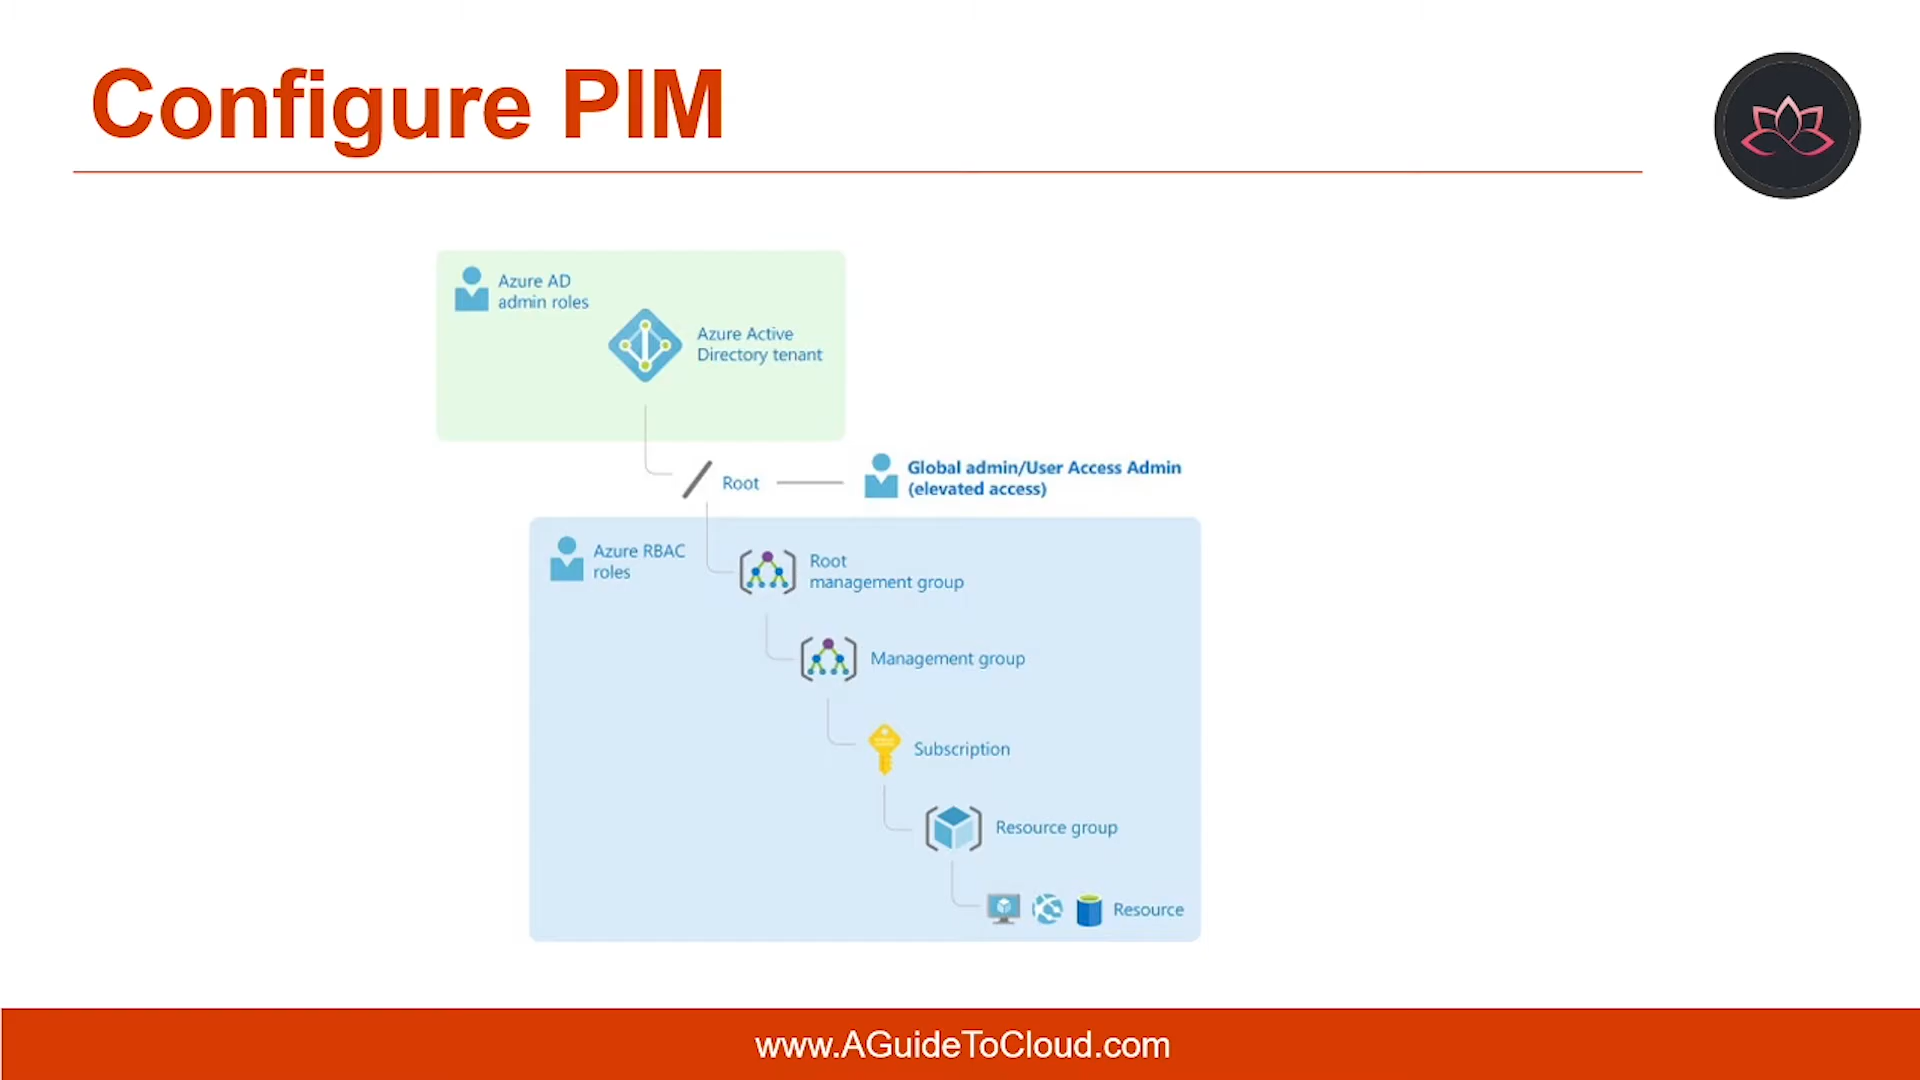 Configure PIM
Azure AD
admin roles
Azure Active
Directory tenant
Root
Global admin/User Access Admin
(elevated access)
Azure RBAC
roles
Root
management group
Management group
Subscription
Resource group
Resource
www.AGuideToCloud.com